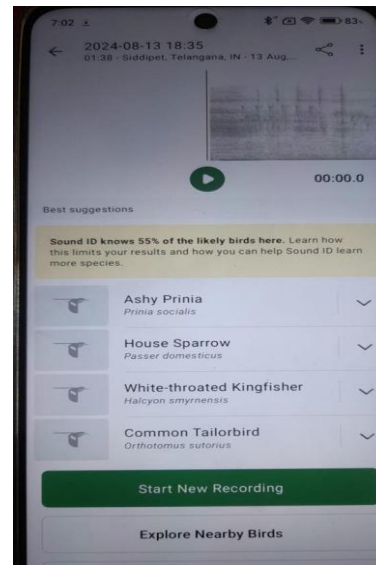 7:02
83
2024-08-13 18:35
01:38 - Siddipet, Telangana, IN - 13 Aug,...
00:00.0
Best suggestions
Sound ID knows 55% of the likely birds here. Learn how
this limits your results and how you can help Sound ID learn
more species.
Ashy Prinia
Prinia socialis
House Sparrow
Passer domesticus
White-throated Kingfisher
Halcyon smyrnensis
Common Tailorbird
Orthotomus sutorius
Start New Recording
Explore Nearby Birds